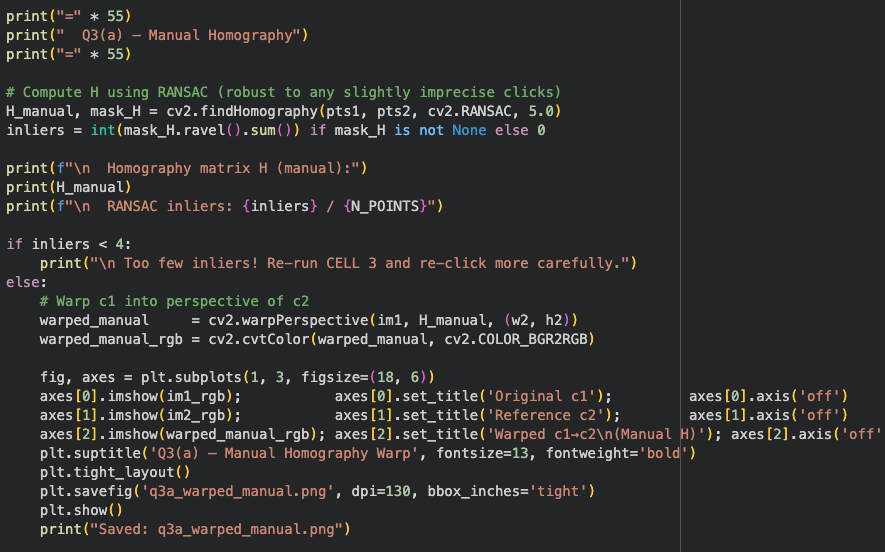 print("=" * 55)
print("  Q3(a) — Manual Homography")
print("=" * 55)

# Compute H using RANSAC (robust to any slightly imprecise clicks)
H_manual, mask_H = cv2.findHomography(pts1, pts2, cv2.RANSAC, 5.0)
inliers = int(mask_H.ravel().sum()) if mask_H is not None else 0

print(f"\n  Homography matrix H (manual):")
print(H_manual)
print(f"\n  RANSAC inliers: {inliers} / {N_POINTS}")

if inliers < 4:
    print("\n Too few inliers! Re-run CELL 3 and re-click more carefully.")
else:
    # Warp c1 into perspective of c2
    warped_manual     = cv2.warpPerspective(im1, H_manual, (w2, h2))
    warped_manual_rgb = cv2.cvtColor(warped_manual, cv2.COLOR_BGR2RGB)

    fig, axes = plt.subplots(1, 3, figsize=(18, 6))
    axes[0].imshow(im1_rgb);           axes[0].set_title('Original c1');         axes[0].axis('off')
    axes[1].imshow(im2_rgb);           axes[1].set_title('Reference c2');        axes[1].axis('off')
    axes[2].imshow(warped_manual_rgb); axes[2].set_title('Warped c1→c2\n(Manual H)'); axes[2].axis('off'
    plt.suptitle('Q3(a) — Manual Homography Warp', fontsize=13, fontweight='bold')
    plt.tight_layout()
    plt.savefig('q3a_warped_manual.png', dpi=130, bbox_inches='tight')
    plt.show()
    print("Saved: q3a_warped_manual.png")